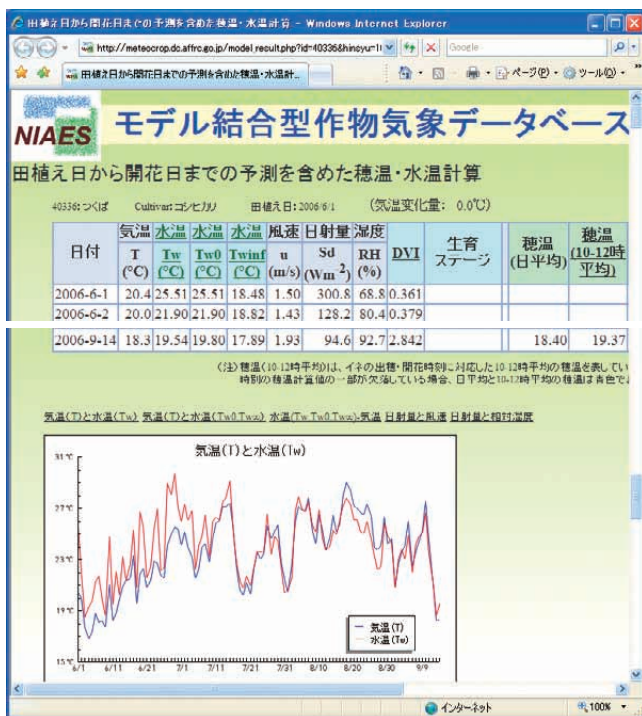 田植え日から開花日までの予測を含めた穂温・水温計算 - Windows Internet Explorer
http://meteocrop.dc.affrc.go.jp/model_result.php?id=40336&hinsyu=1
Google
田植え日から開花日までの予測を含めた穂温・水温計...
ページ(P) ツール(O)
NIAES モデル結合型作物気象データベース
田植え日から開花日までの予測を含めた穂温・水温計算
40336:つくば Cultivar:コシヒカリ 田植え日:2006/6/1 (気温変化量: 0.0℃)
日付 気温 T (℃) 水温 Tw (℃) 水温 Tw0 (℃) 水温 Twinf (℃) 風速 u (m/s) 日射量 Sd (Wm-2) 湿度 RH (%) DVI 生育ステージ 穂温(日平均) 穂温(10-12時平均)
2006-6-1 20.4 25.51 25.51 18.48 1.50 300.8 68.8 0.361
2006-6-2 20.0 21.90 21.90 18.82 1.43 128.2 80.4 0.379
2006-9-14 18.3 19.54 19.80 17.89 1.93 94.6 92.7 2.842 18.40 19.37
(注)穂温(10-12時平均)は、イネの出穂・開花時刻に対応した10-12時平均の穂温を表してい
時別の穂温計算値の一部が欠落している場合、日平均と10-12時平均の穂温は青色で
気温(T)と水温(Tw) 気温(T)と水温(Tw0,Tw∞) 水温(Tw,Tw0,Tw∞)-気温 日射量と風速 日射量と相対湿度
気温(T)と水温(Tw)
31℃
27℃
23℃
19℃
15℃
気温(T)
水温(Tw)
6/1 6/11 6/21 7/1 7/11 7/21 7/31 8/10 8/20 8/30 9/9
インターネット 100%